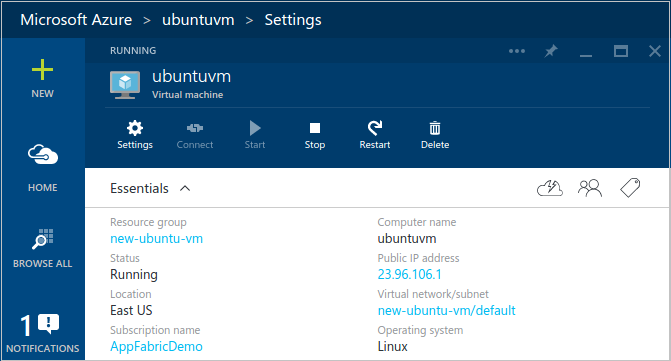 Microsoft Azure > ubuntuvm > Settings
RUNNING
ubuntuvm
Virtual machine
NEW
Settings Connect Start Stop Restart Delete
HOME
Essentials
Resource group Computer name
new-ubuntu-vm ubuntuvm
Status Public IP address
Running 23.96.106.1
BROWSE ALL
Location Virtual network/subnet
East US new-ubuntu-vm/default
1
Subscription name Operating system
NOTIFICATIONS
AppFabricDemo Linux